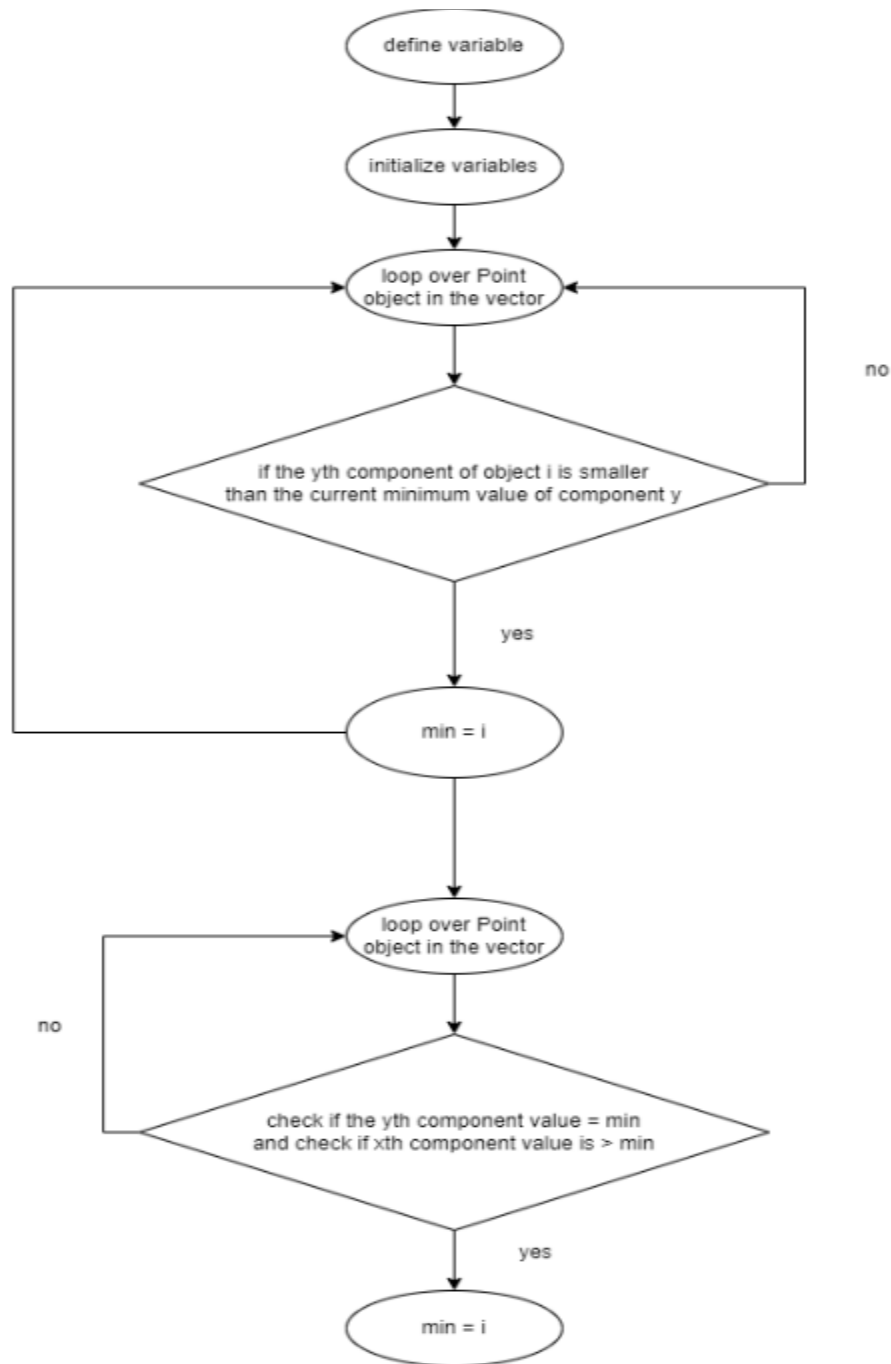 define variable
initialize variables
loop over Point
object in the vector
no
if the yth component of object i is smaller
than the current minimum value of component y
yes
min = i
loop over Point
object in the vector
no
check if the yth component value = min
and check if xth component value is > min
yes
min = i